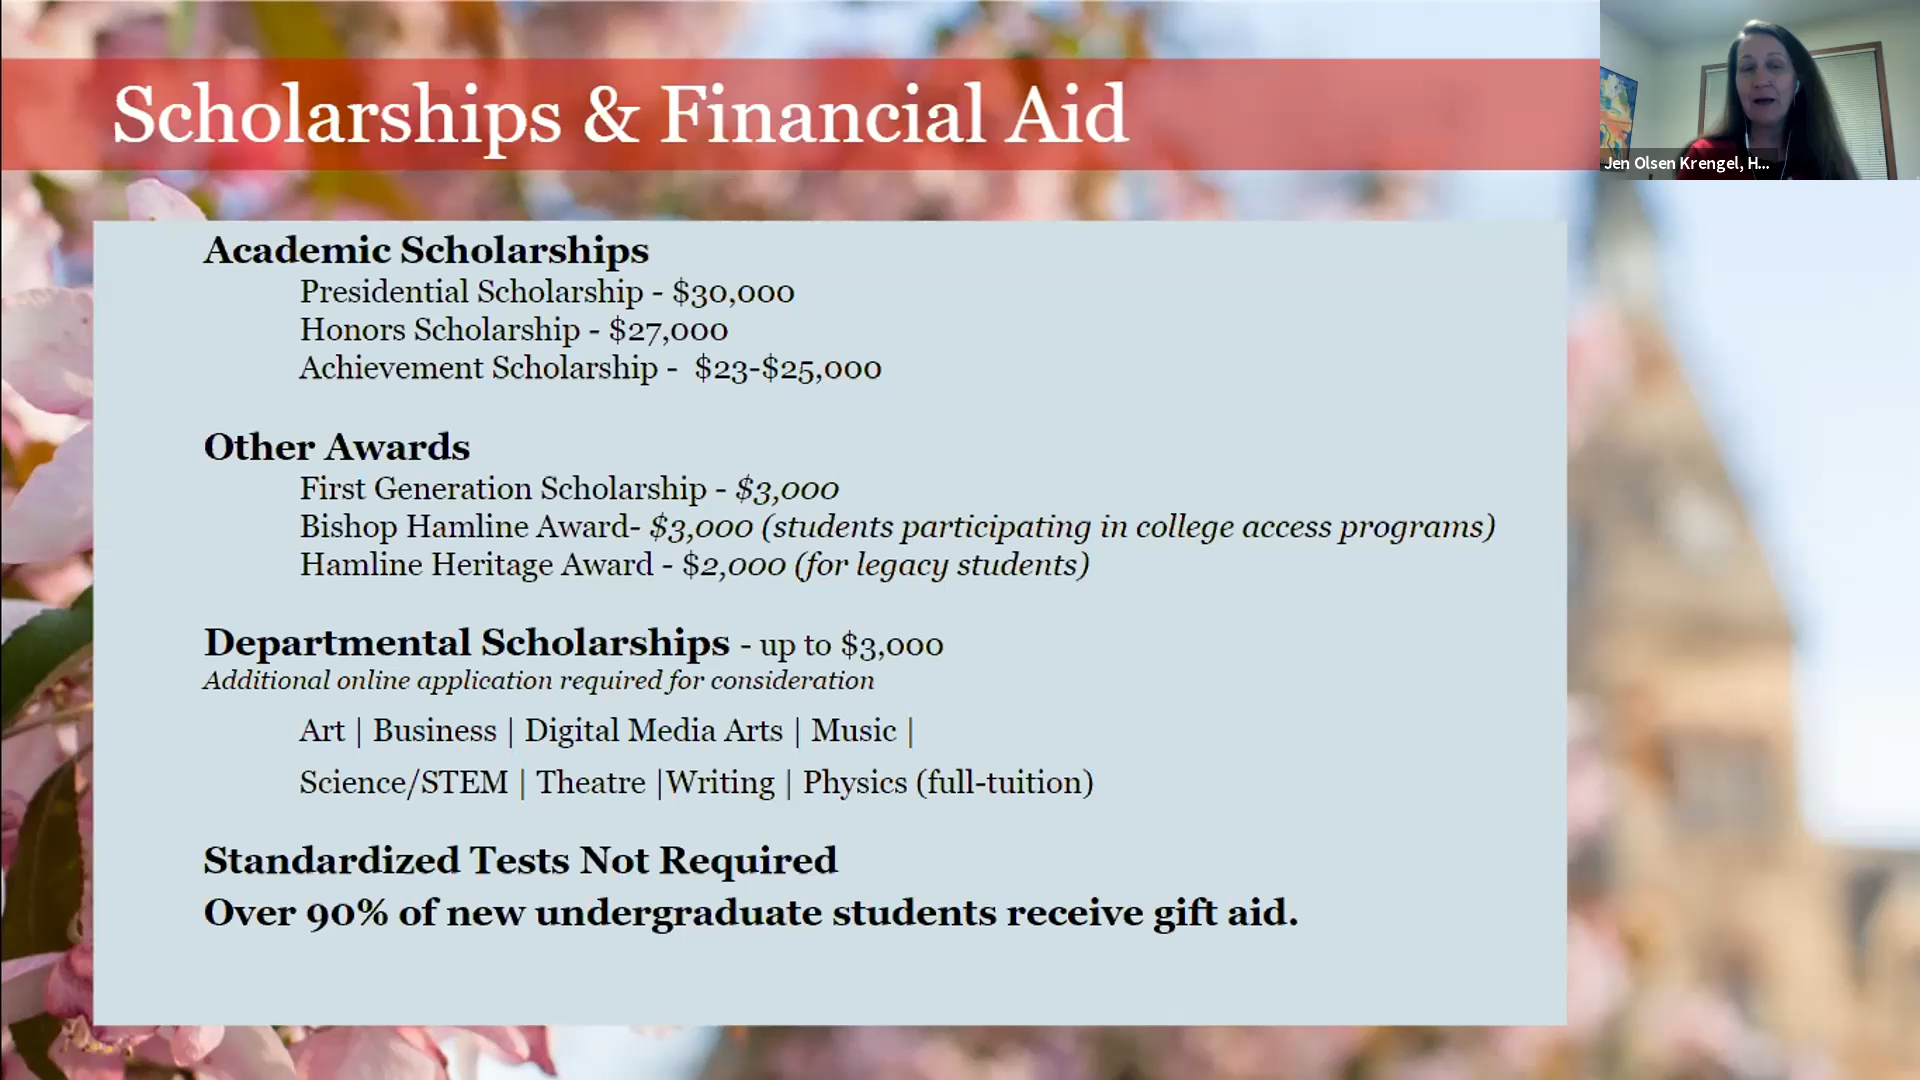 Scholarships & Financial Aid
Jen Olsen Krengel, H...
Academic Scholarships
Presidential Scholarship - $30,000
Honors Scholarship - $27,000
Achievement Scholarship -  $23-$25,000
Other Awards
First Generation Scholarship - $3,000
Bishop Hamline Award- $3,000 (students participating in college access programs)
Hamline Heritage Award - $2,000 (for legacy students)
Departmental Scholarships - up to $3,000
Additional online application required for consideration
Art | Business | Digital Media Arts | Music |
Science/STEM | Theatre |Writing | Physics (full-tuition)
Standardized Tests Not Required
Over 90% of new undergraduate students receive gift aid.